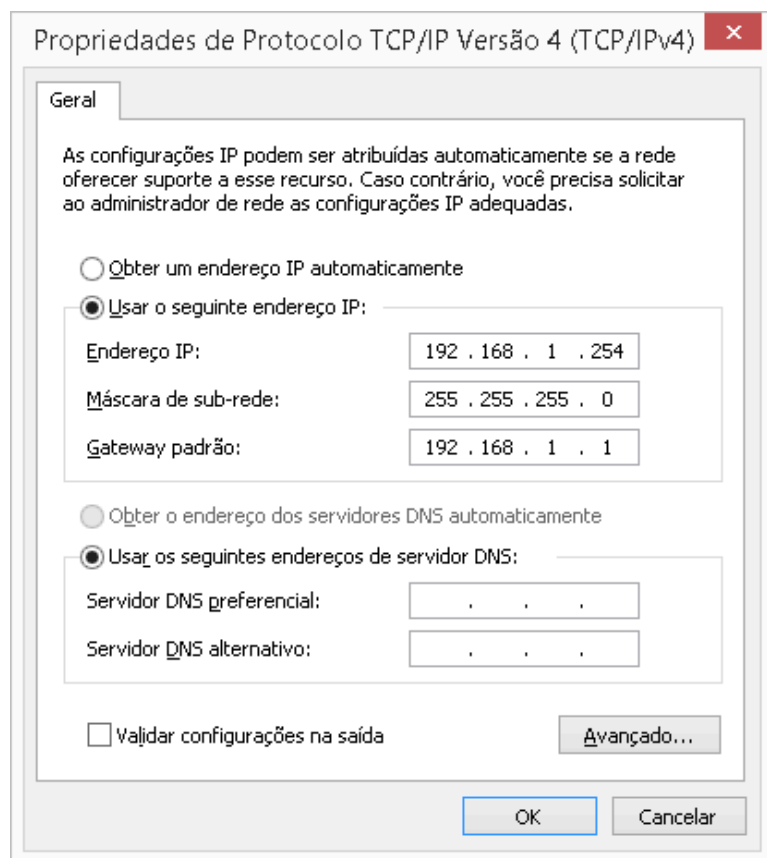 Propriedades de Protocolo TCP/IP Versão 4 (TCP/IPv4)
Geral
As configurações IP podem ser atribuídas automaticamente se a rede
oferecer suporte a esse recurso. Caso contrário, você precisa solicitar
ao administrador de rede as configurações IP adequadas.
Obter um endereço IP automaticamente
Usar o seguinte endereço IP:
Endereço IP: 192 . 168 . 1 . 254
Máscara de sub-rede: 255 . 255 . 255 . 0
Gateway padrão: 192 . 168 . 1 . 1
Obter o endereço dos servidores DNS automaticamente
Usar os seguintes endereços de servidor DNS:
Servidor DNS preferencial: . . .
Servidor DNS alternativo: . . .
Validar configurações na saída Avançado...
OK Cancelar